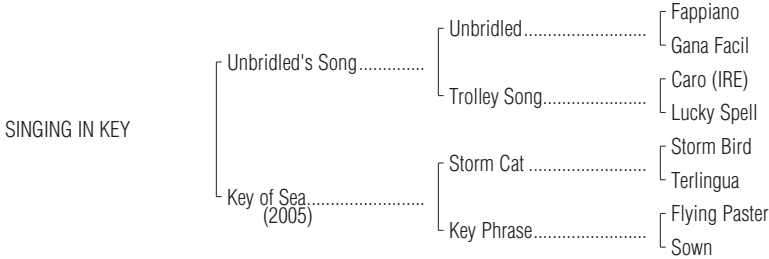 Fappiano
Unbridled..........................
Gana Facil
Unbridled's Song..............
Caro (IRE)
Trolley Song......................
Lucky Spell
SINGING IN KEY
Storm Bird
Storm Cat .........................
Terlingua
Key of Sea.........................
(2005)
Flying Paster
Key Phrase........................
Sown